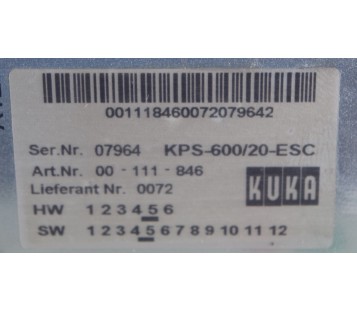 001118460072079642
Ser.Nr. 07964 KPS-600/20-ESC
Art.Nr. 00 - 111 - 846
Lieferant Nr. 0072
KUKA
HW 1 2 3 4 5 6
SW 1 2 3 4 5 6 7 8 9 10 11 12